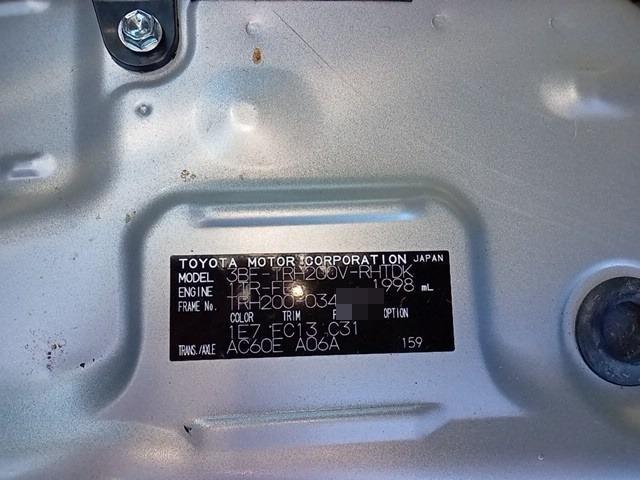 TOYOTA MOTOR CORPORATION JAPAN
MODEL 3BF-TRH200V-RHTDK
ENGINE 1TR-FE 1998 mL
FRAME No. TRH200-034
COLOR TRIM OPTION
1E7 FC13 C31
TRANS./AXLE AC60E A06A 159